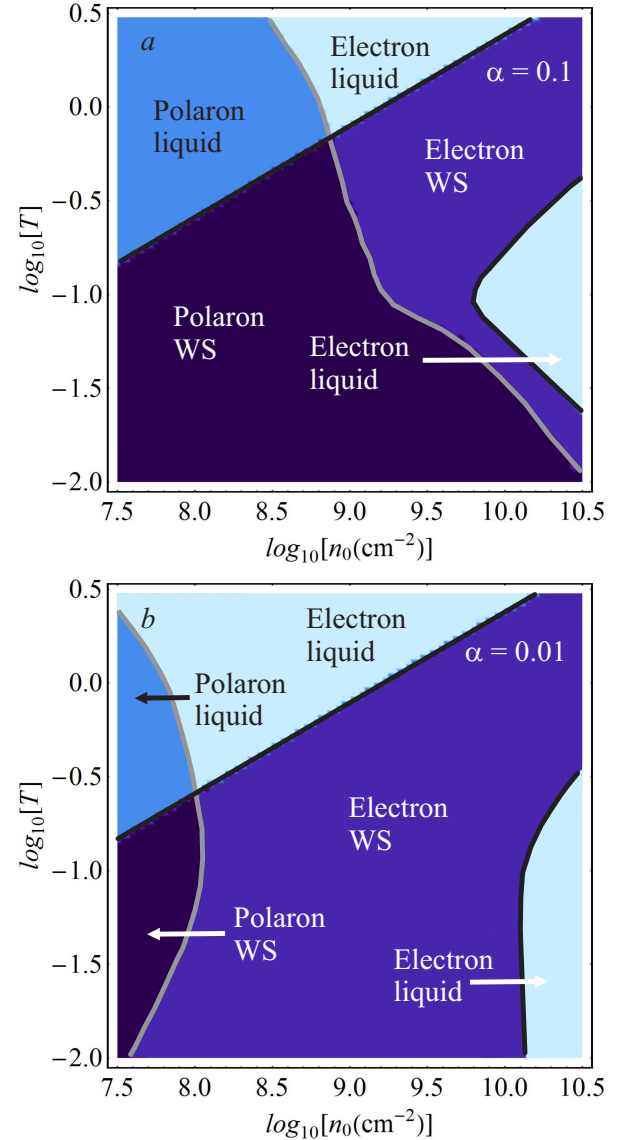 a
Electron
liquid
α = 0.1
Polaron
liquid
Electron
WS
Polaron
WS
Electron
liquid
0.5
0.0
−0.5
−1.0
−1.5
−2.0
log₁₀[T]
7.5 8.0 8.5 9.0 9.5 10.0 10.5
log₁₀[n₀(cm⁻²)]
b
Electron
liquid
α = 0.01
Polaron
liquid
Electron
WS
Polaron
WS
Electron
liquid
0.5
0.0
−0.5
−1.0
−1.5
−2.0
log₁₀[T]
7.5 8.0 8.5 9.0 9.5 10.0 10.5
log₁₀[n₀(cm⁻²)]